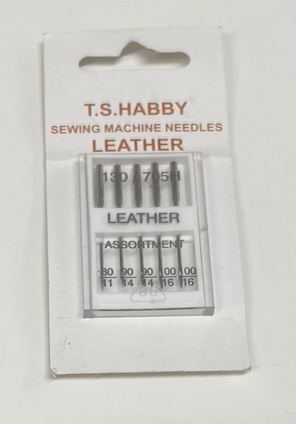 T.S.HABBY
SEWING MACHINE NEEDLES
LEATHER
130 / 705H
LEATHER
ASSORTMENT
80 90 90 100 100
11 14 14 16 16